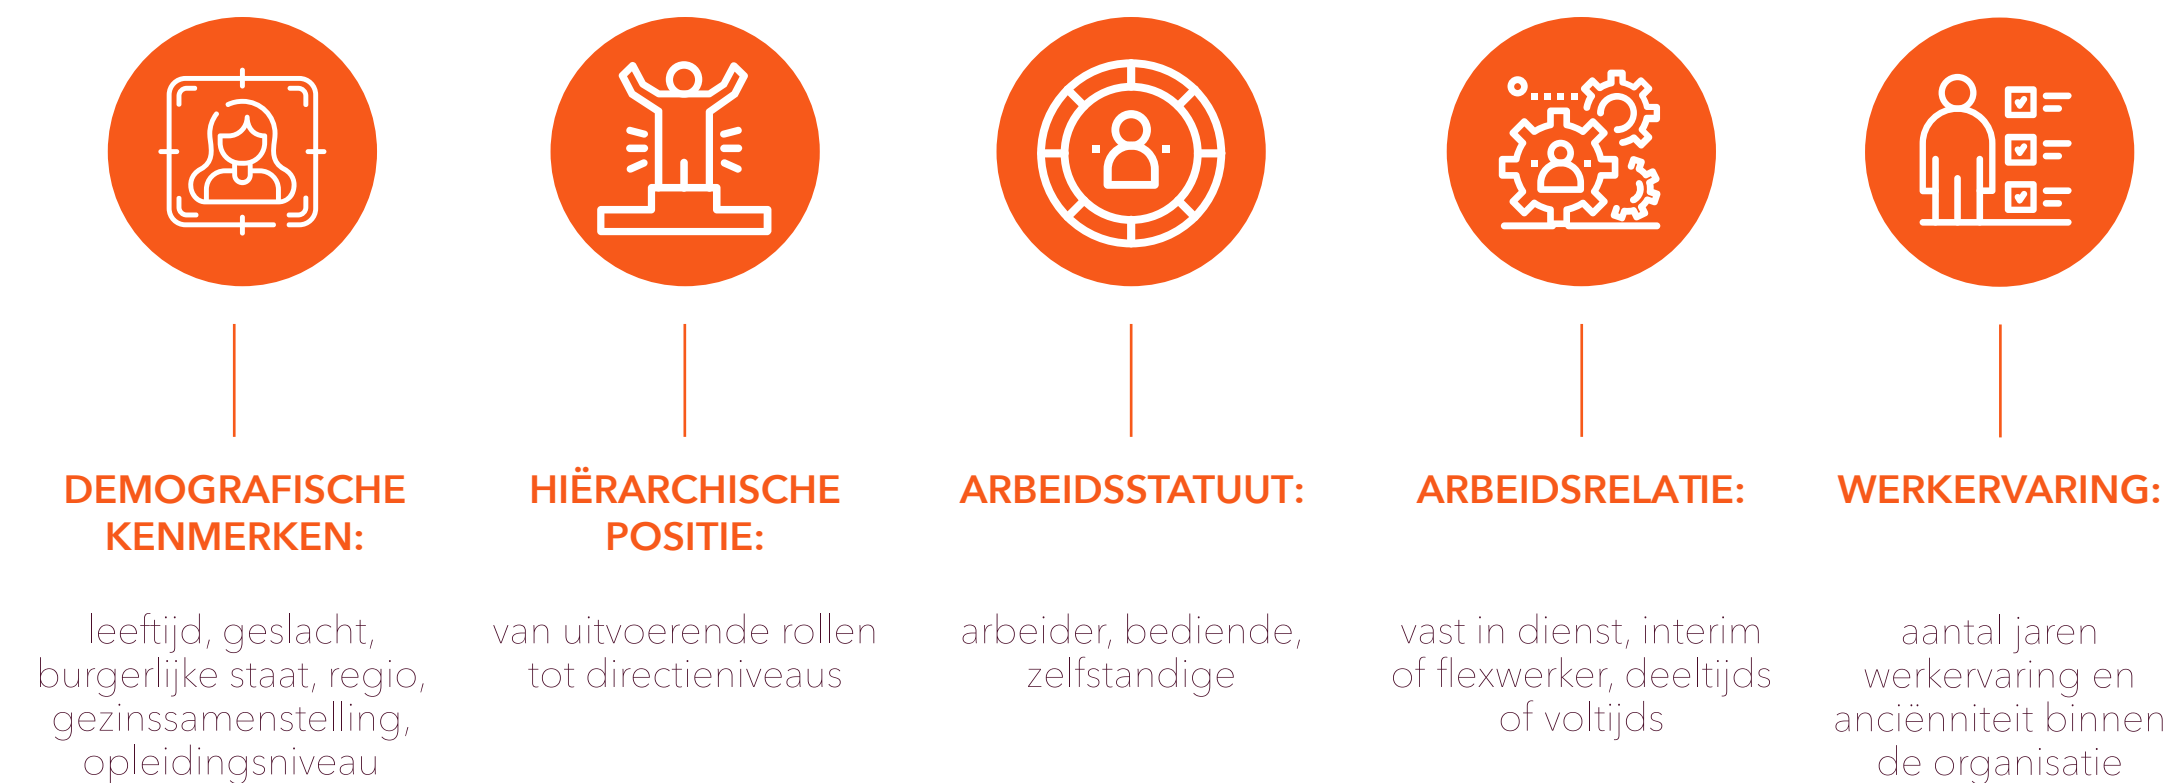 DEMOGRAFISCHE
KENMERKEN:
leeftijd, geslacht,
burgerlijke staat, regio,
gezinssamenstelling,
opleidingsniveau
HIËRARCHISCHE
POSITIE:
van uitvoerende rollen
tot directieniveaus
ARBEIDSSTATUUT:
arbeider, bediende,
zelfstandige
ARBEIDSRELATIE:
vast in dienst, interim
of flexwerker, deeltijds
of voltijds
WERKERVARING:
aantal jaren
werkervaring en
anciënniteit binnen
de organisatie